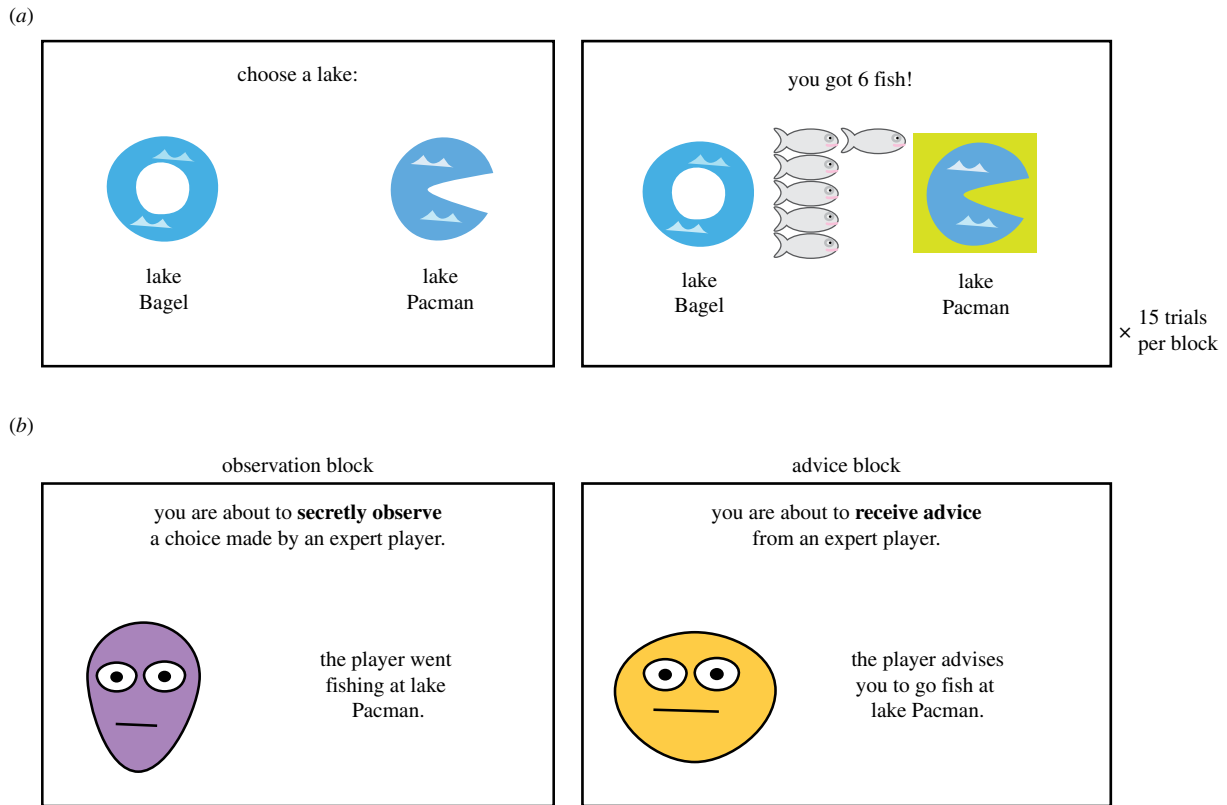 (a)
choose a lake:
lake
Bagel
lake
Pacman
you got 6 fish!
lake
Bagel
lake
Pacman
× 15 trials
per block
(b)
observation block
you are about to secretly observe
a choice made by an expert player.
the player went
fishing at lake
Pacman.
advice block
you are about to receive advice
from an expert player.
the player advises
you to go fish at
lake Pacman.